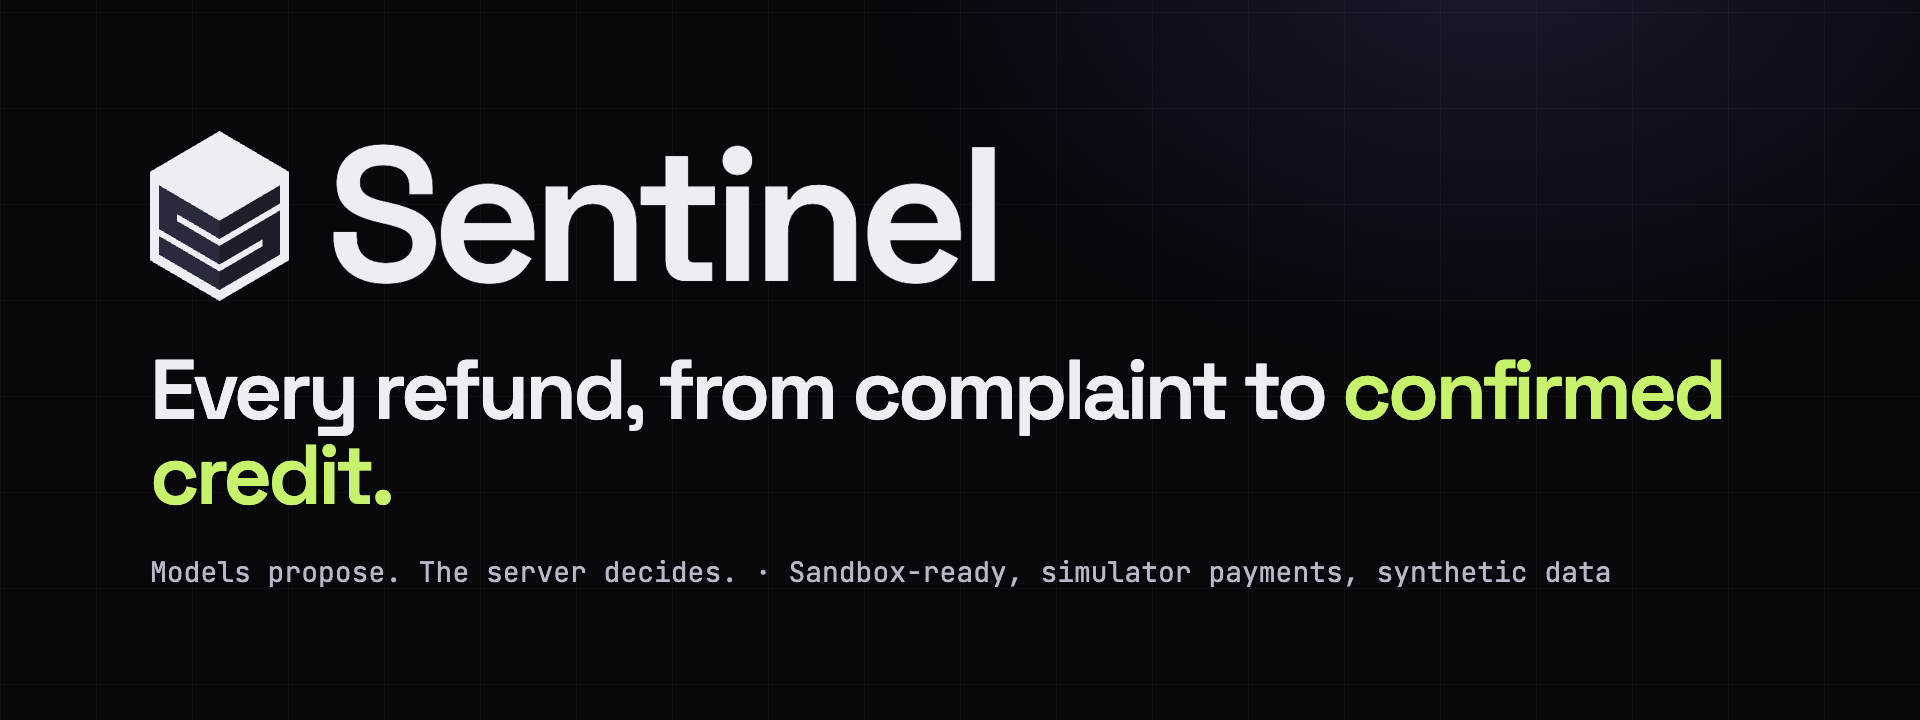 Sentinel
Every refund, from complaint to confirmed
credit.
Models propose. The server decides. · Sandbox-ready, simulator payments, synthetic data